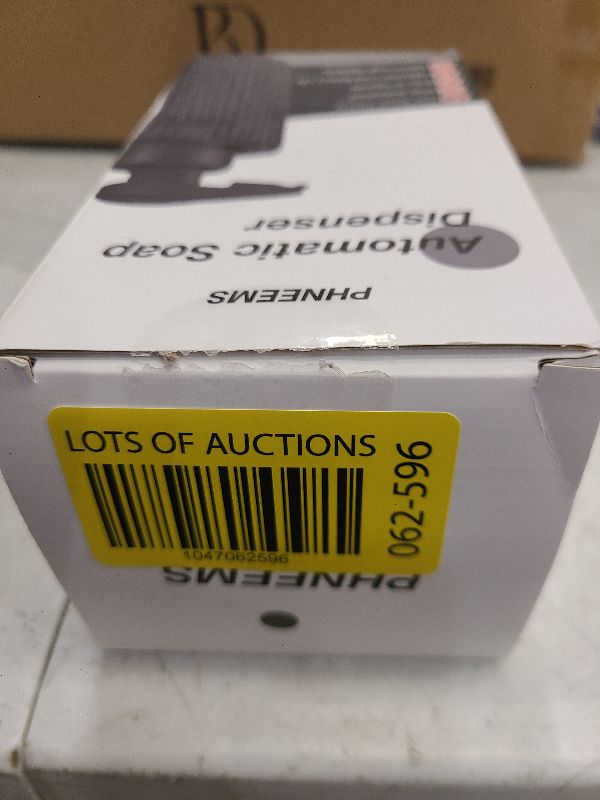 PHNEEMS
Automatic Soap
Dispenser
LOTS OF AUCTIONS
062-596
1047062596
PHNEEMS